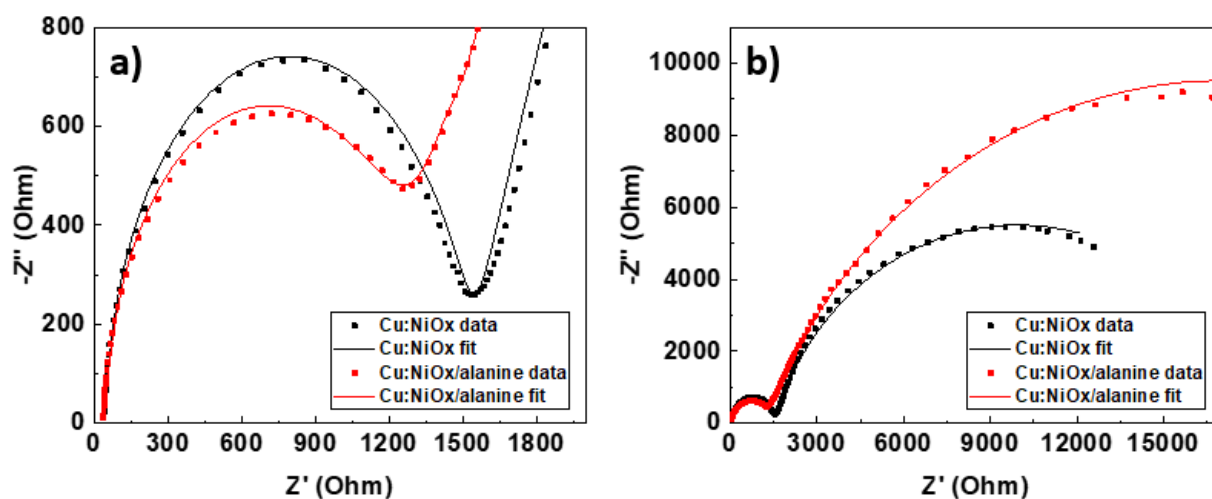 a)
800
600
400
200
0
-Z'' (Ohm)
0 300 600 900 1200 1500 1800
Z' (Ohm)
Cu:NiOx data
Cu:NiOx fit
Cu:NiOx/alanine data
Cu:NiOx/alanine fit
b)
10000
8000
6000
4000
2000
0
-Z'' (Ohm)
0 3000 6000 9000 12000 15000
Z' (Ohm)
Cu:NiOx data
Cu:NiOx fit
Cu:NiOx/alanine data
Cu:NiOx/alanine fit